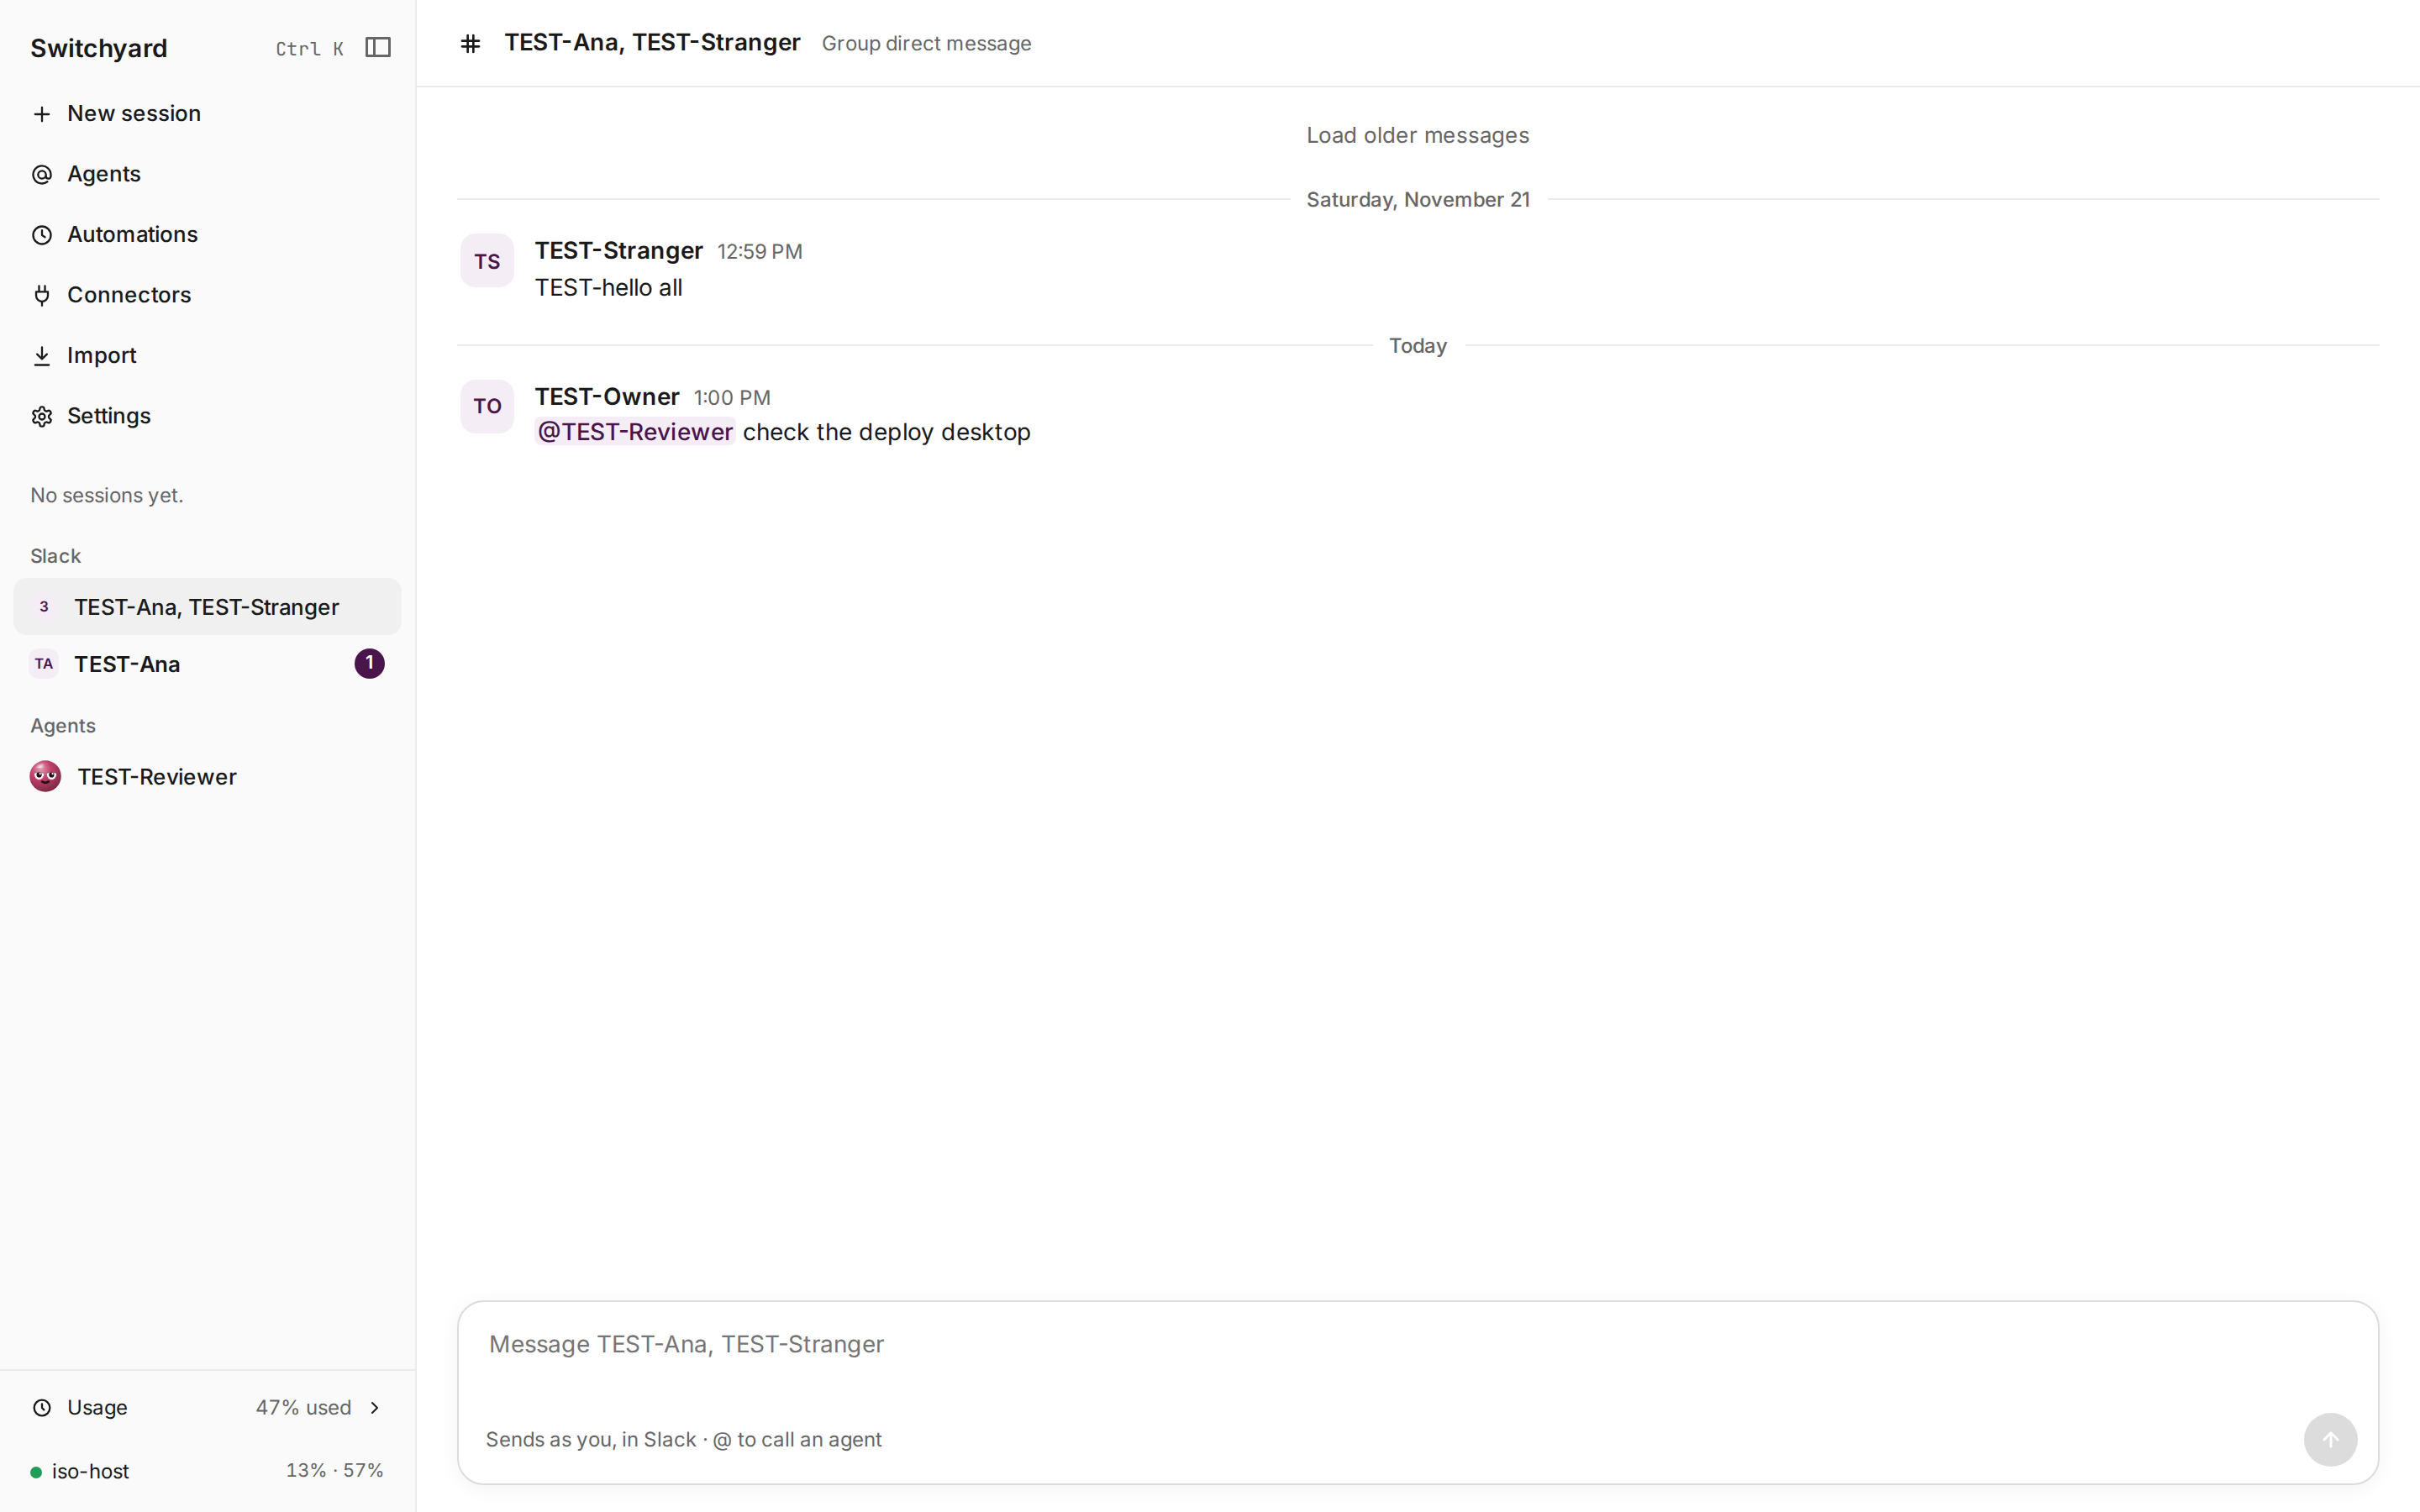 Switchyard
Ctrl K
New session
Agents
Automations
Connectors
Import
Settings
No sessions yet.
Slack
3 TEST-Ana, TEST-Stranger
TA TEST-Ana 1
Agents
TEST-Reviewer
Usage 47% used
iso-host 13% · 57%
# TEST-Ana, TEST-Stranger Group direct message
Load older messages
Saturday, November 21
TS TEST-Stranger 12:59 PM
TEST-hello all
Today
TO TEST-Owner 1:00 PM
@TEST-Reviewer check the deploy desktop
Message TEST-Ana, TEST-Stranger
Sends as you, in Slack · @ to call an agent